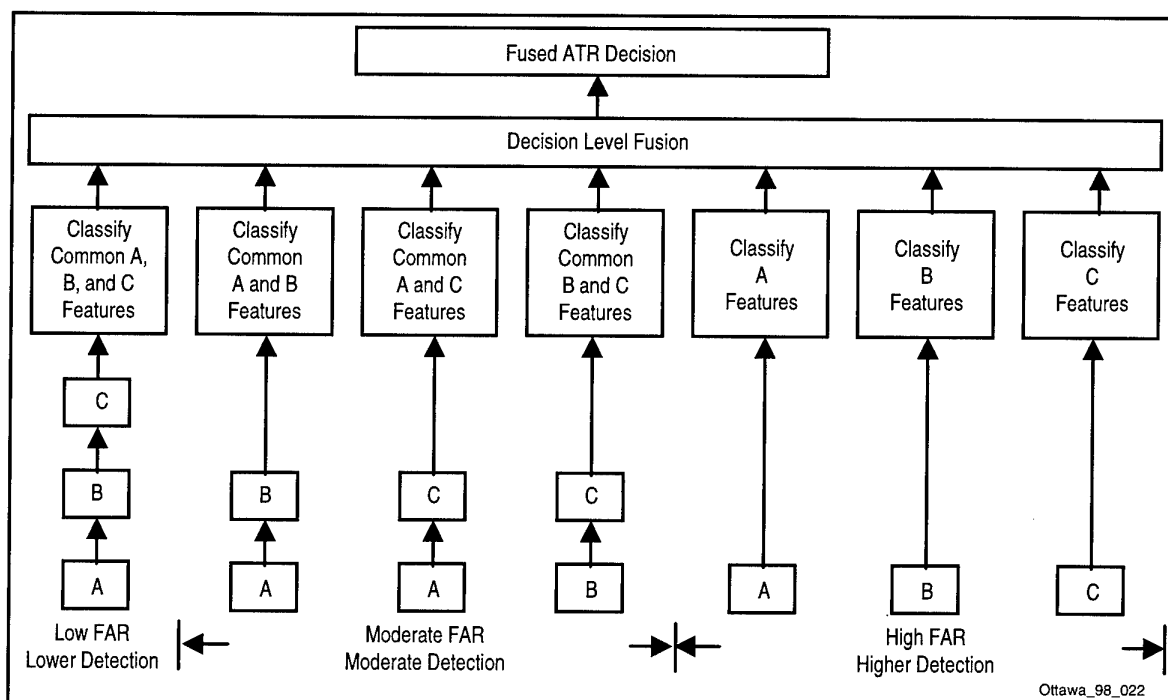 Fused ATR Decision
Decision Level Fusion
Classify
Common A,
B, and C
Features
Classify
Common
A and B
Features
Classify
Common
A and C
Features
Classify
Common
B and C
Features
Classify
A
Features
Classify
B
Features
Classify
C
Features
C
B
B
C
C
A
A
A
B
A
B
C
Low FAR
Lower Detection
Moderate FAR
Moderate Detection
High FAR
Higher Detection
Ottawa_98_022